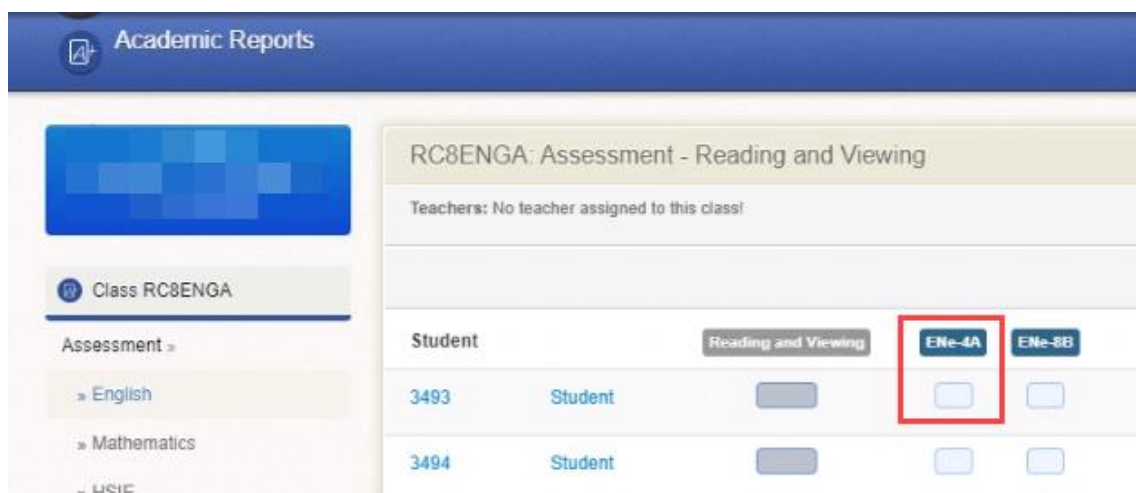 Academic Reports
RC8ENGA: Assessment - Reading and Viewing
Teachers: No teacher assigned to this class!
Class RC8ENGA
Assessment »
» English
» Mathematics
» HSIE
Student Reading and Viewing ENe-4A ENe-8B
3493 Student
3494 Student